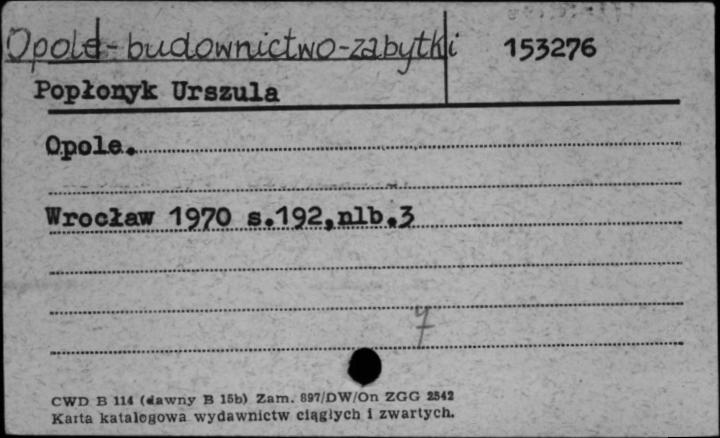 Opole - budownictwo - zabytki 153276
Popłonyk Urszula
Opole.
Wrocław 1970 s.192,nlb.3
7
CWD B 114 (dawny B 15b) Zam. 897/DW/On ZGG 2542
Karta katalogowa wydawnictw ciągłych i zwartych.